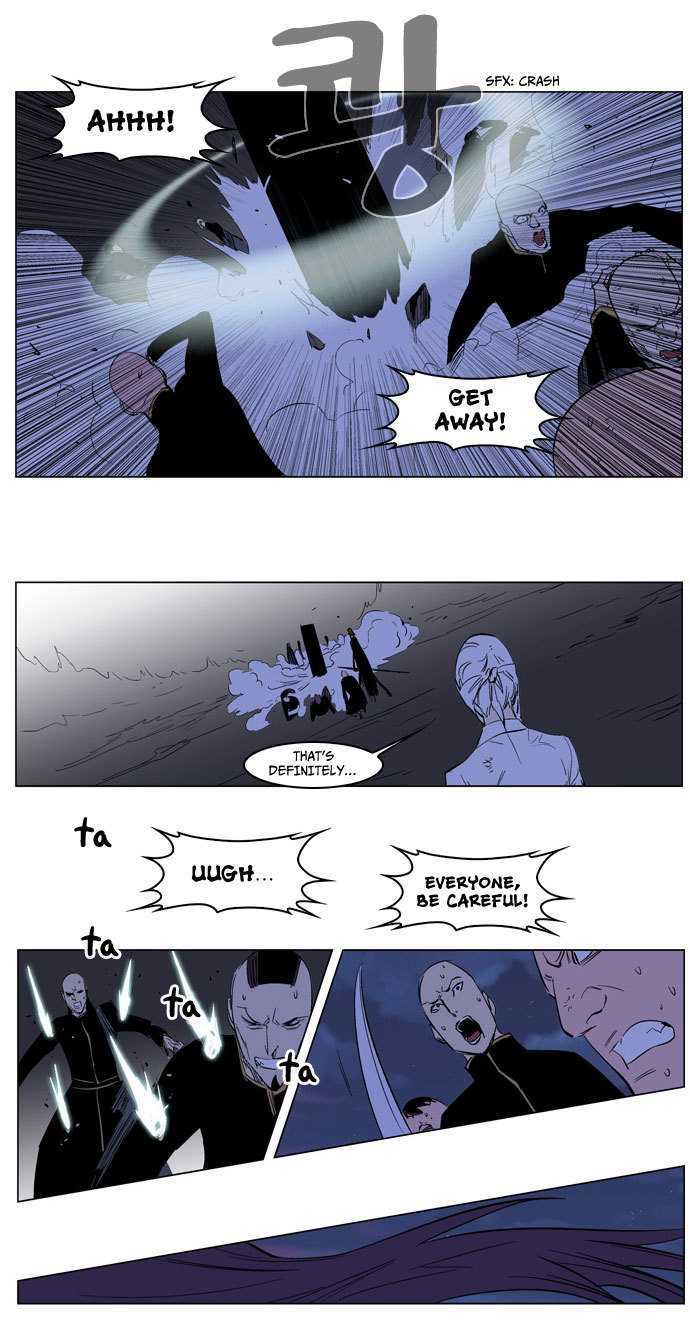 쾅
SFX: CRASH
AHHH!
GET
AWAY!
THAT'S
DEFINITELY...
ta
UUGH...
EVERYONE,
BE CAREFUL!
ta
ta
ta